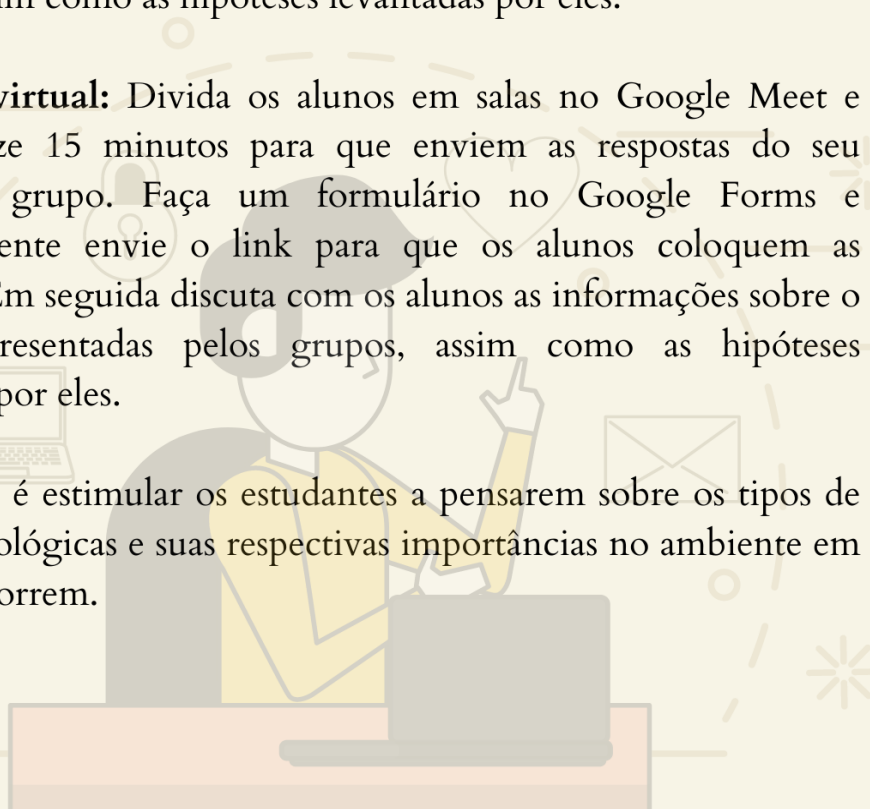 como as hipóteses levantadas por eles.
virtual: Divida os alunos em salas no Google Meet e
ze 15 minutos para que enviem as respostas do seu
grupo. Faça um formulário no Google Forms e
ente envie o link para que os alunos coloquem as
Em seguida discuta com os alunos as informações sobre o
resentadas pelos grupos, assim como as hipóteses
por eles.
é estimular os estudantes a pensarem sobre os tipos de
ológicas e suas respectivas importâncias no ambiente em
orrem.